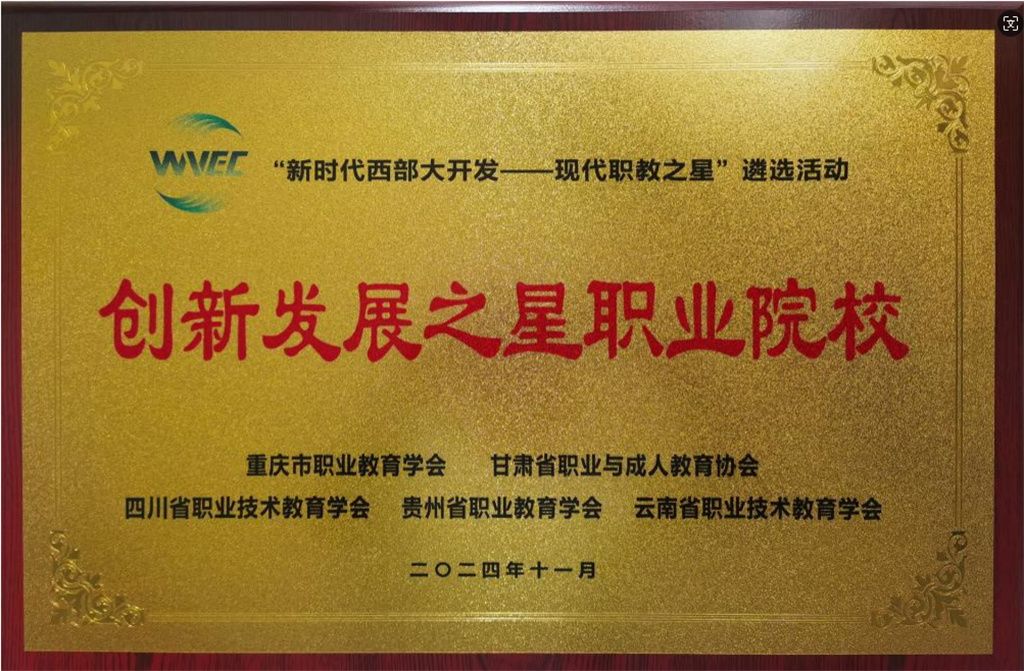 WVEC
“新时代西部大开发——现代职教之星”遴选活动
创新发展之星职业院校
重庆市职业教育学会 甘肃省职业与成人教育协会
四川省职业技术教育学会 贵州省职业教育学会 云南省职业技术教育学会
二〇二四年十一月